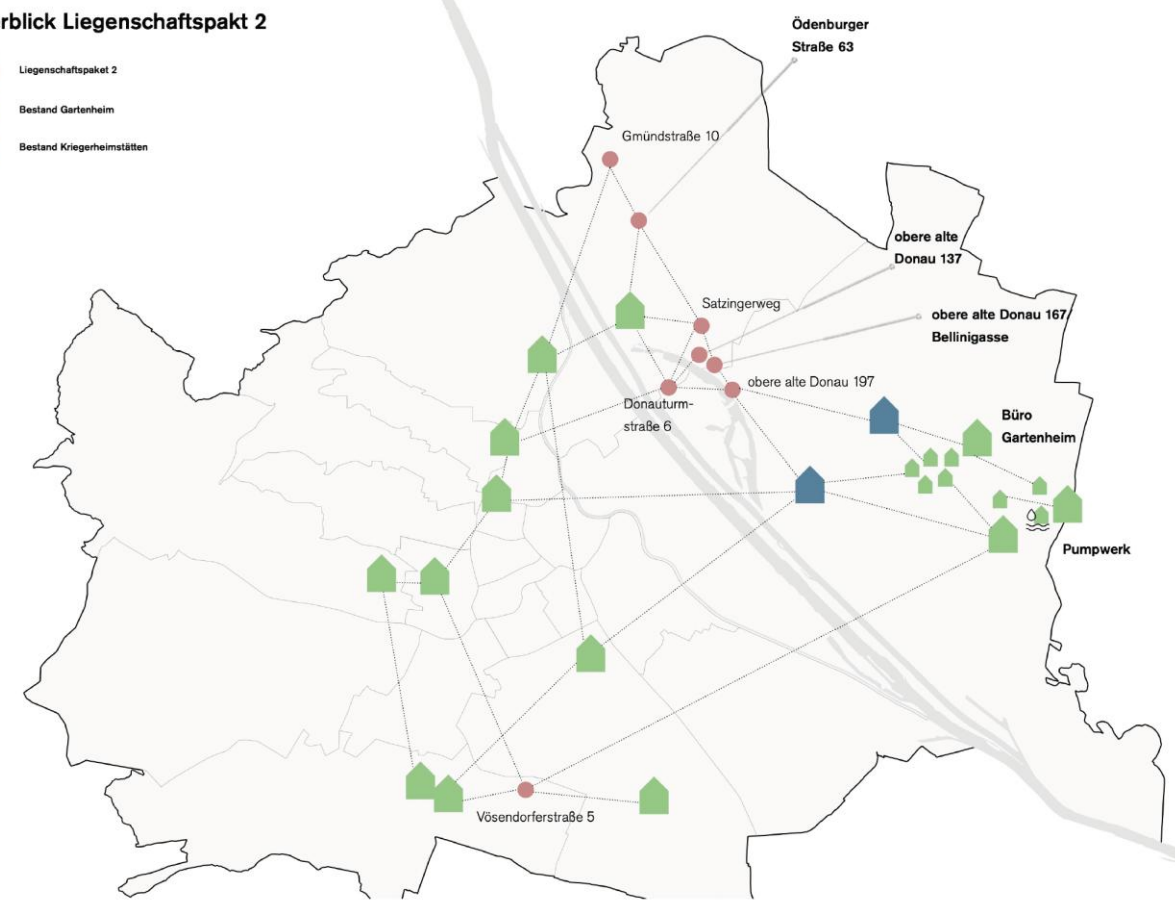 rblick Liegenschaftspakt 2
Liegenschaftspaket 2
Bestand Gartenheim
Bestand Kriegerheimstätten
Ödenburger
Straße 63
Gmündstraße 10
obere alte
Donau 137
Satzingerweg
obere alte Donau 167/
Bellinigasse
obere alte Donau 197
Donauturm-
straße 6
Büro
Gartenheim
Pumpwerk
Vösendorferstraße 5